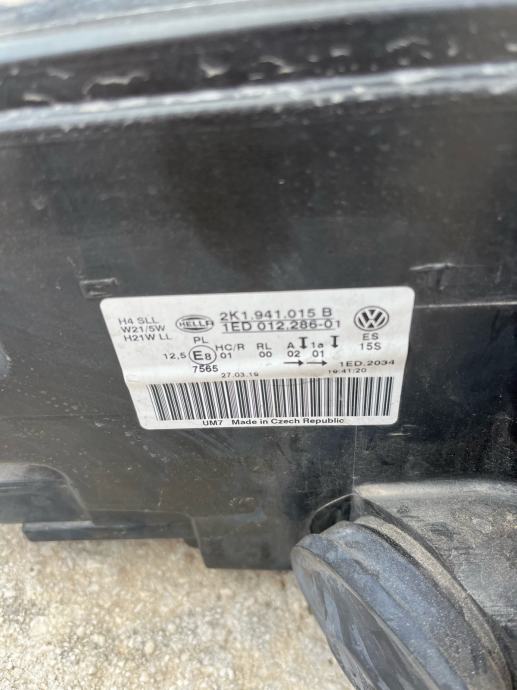 H4 SLL HELLA 2K1.941.015 B
W21/5W 1ED 012.286-01
H21W LL PL HC/R RL A 1a ES
12,5 E8 01 00 02 01 15S
7565 → → 1ED.2034
27.03.19 19:41:20
UM7 Made in Czech Republic